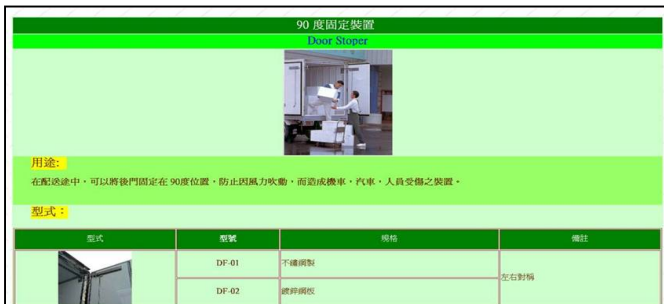 90 度固定裝置
Door Stoper
用途:
在配送途中，可以將後門固定在 90度位置，防止因風力吹動，而造成機車，汽車，人員受傷之裝置。
型式：
型式 型號 規格 備註
DF-01 不鏽鋼製
左右對稱
DF-02 鍍鋅鋼板